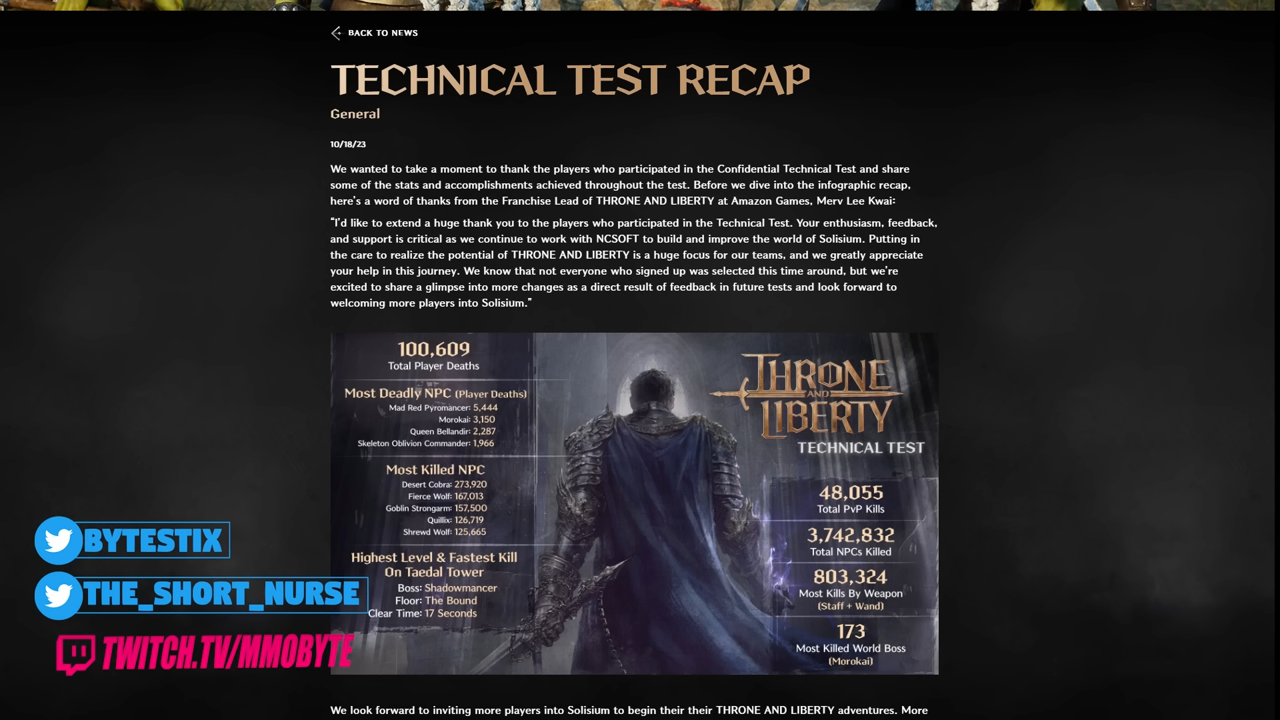 BACK TO NEWS
TECHNICAL TEST RECAP
General
10/18/23
We wanted to take a moment to thank the players who participated in the Confidential Technical Test and share
some of the stats and accomplishments achieved throughout the test. Before we dive into the infographic recap,
here's a word of thanks from the Franchise Lead of THRONE AND LIBERTY at Amazon Games, Merv Lee Kwai:
"I'd like to extend a huge thank you to the players who participated in the Technical Test. Your enthusiasm, feedback,
and support is critical as we continue to work with NCSOFT to build and improve the world of Solisium. Putting in
the care to realize the potential of THRONE AND LIBERTY is a huge focus for our teams, and we greatly appreciate
your help in this journey. We know that not everyone who signed up was selected this time around, but we're
excited to share a glimpse into more changes as a direct result of feedback in future tests and look forward to
welcoming more players into Solisium."
100,609
Total Player Deaths
Most Deadly NPC (Player Deaths)
Mad Red Pyromancer: 5,444
Morokai: 3,150
Queen Bellandir: 2,287
Skeleton Oblivion Commander: 1,966
Most Killed NPC
Desert Cobra: 273,920
Fierce Wolf: 167,013
Goblin Strongarm: 157,500
Quillix: 126,719
Shrewd Wolf: 125,665
Highest Level & Fastest Kill
On Taedal Tower
Boss: Shadowmancer
Floor: The Bound
Clear Time: 17 Seconds
THRONE
AND
LIBERTY
TECHNICAL TEST
48,055
Total PvP Kills
3,742,832
Total NPCs Killed
803,324
Most Kills By Weapon
(Staff + Wand)
173
Most Killed World Boss
(Morokai)
BYTESTIX
THE_SHORT_NURSE
TWITCH.TV/MMOBYTE
We look forward to inviting more players into Solisium to begin their their THRONE AND LIBERTY adventures. More